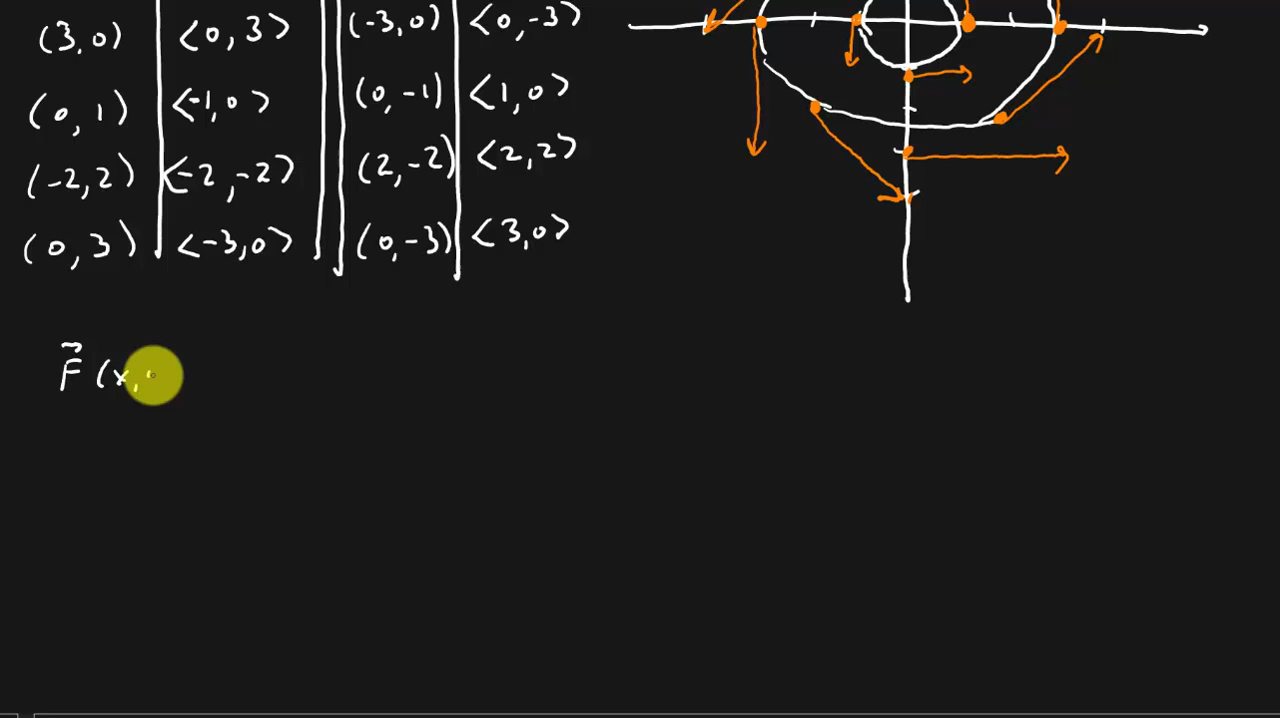 (3,0) <0,3> (-3,0) <0,-3>
(0,1) <-1,0> (0,-1) <1,0>
(-2,2) <-2,-2> (2,-2) <2,2>
(0,3) <-3,0> (0,-3) <3,0>
F⃗ (x,